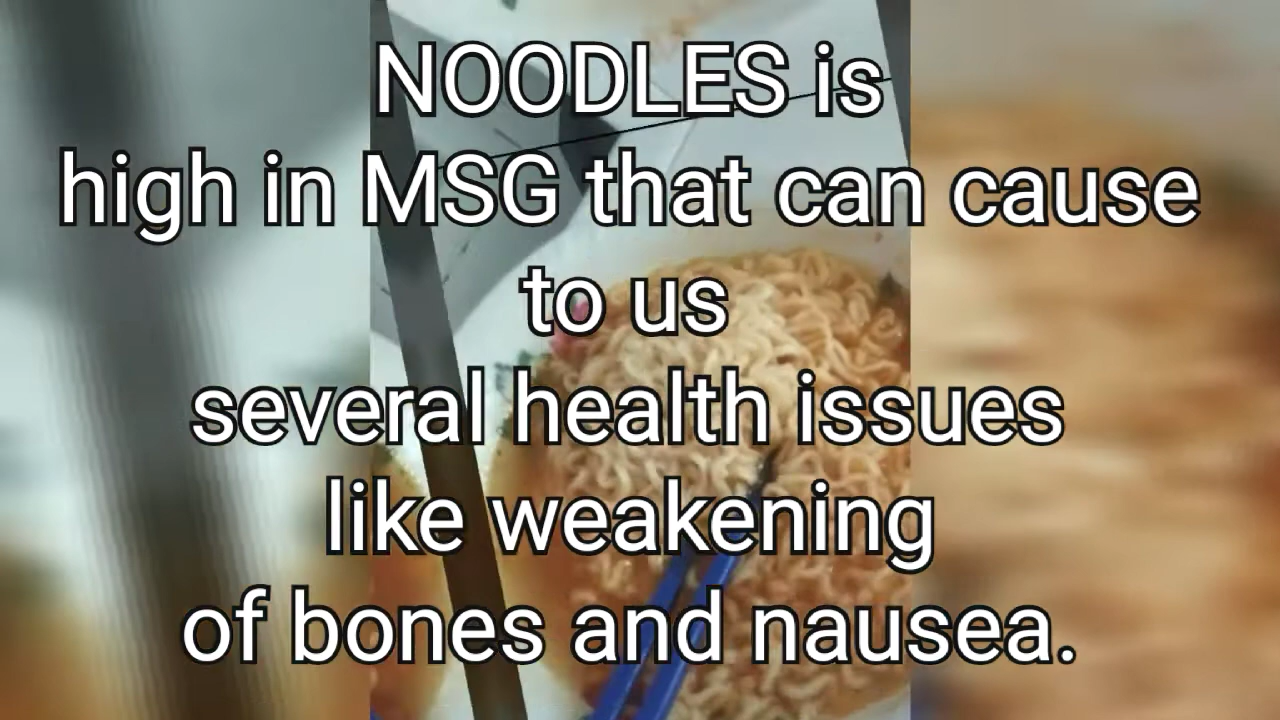 NOODLES is
high in MSG that can cause
to us
several health issues
like weakening
of bones and nausea.